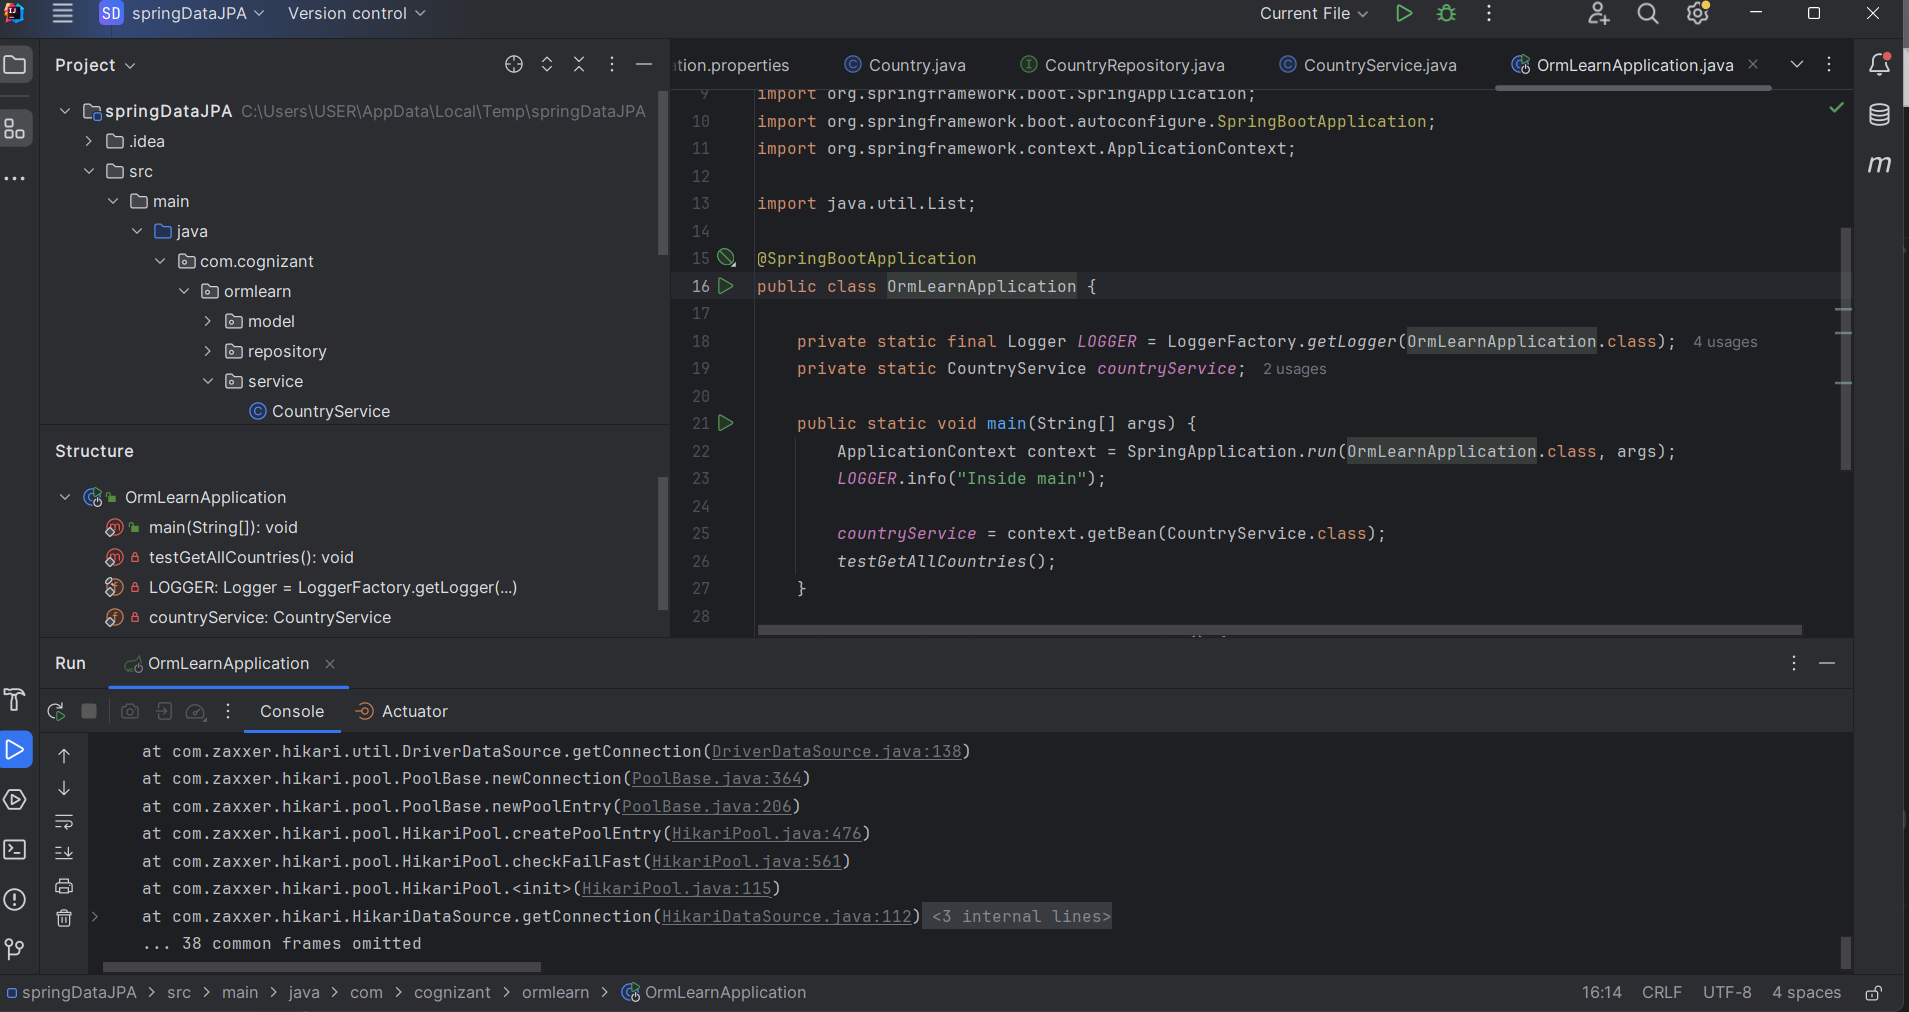 SD springDataJPA Version control Current File
Project
springDataJPA C:\Users\USER\AppData\Local\Temp\springDataJPA
.idea
src
main
java
com.cognizant
ormlearn
model
repository
service
CountryService
Structure
OrmLearnApplication
main(String[]): void
testGetAllCountries(): void
LOGGER: Logger = LoggerFactory.getLogger(...)
countryService: CountryService
tion.properties Country.java CountryRepository.java CountryService.java OrmLearnApplication.java
9 import org.springframework.boot.SpringApplication;
10 import org.springframework.boot.autoconfigure.SpringBootApplication;
11 import org.springframework.context.ApplicationContext;
12
13 import java.util.List;
14
15 @SpringBootApplication
16 public class OrmLearnApplication {
17
18 private static final Logger LOGGER = LoggerFactory.getLogger(OrmLearnApplication.class); 4 usages
19 private static CountryService countryService; 2 usages
20
21 public static void main(String[] args) {
22 ApplicationContext context = SpringApplication.run(OrmLearnApplication.class, args);
23 LOGGER.info("Inside main");
24
25 countryService = context.getBean(CountryService.class);
26 testGetAllCountries();
27 }
28
m
Run OrmLearnApplication
Console Actuator
at com.zaxxer.hikari.util.DriverDataSource.getConnection(DriverDataSource.java:138)
at com.zaxxer.hikari.pool.PoolBase.newConnection(PoolBase.java:364)
at com.zaxxer.hikari.pool.PoolBase.newPoolEntry(PoolBase.java:206)
at com.zaxxer.hikari.pool.HikariPool.createPoolEntry(HikariPool.java:476)
at com.zaxxer.hikari.pool.HikariPool.checkFailFast(HikariPool.java:561)
at com.zaxxer.hikari.pool.HikariPool.<init>(HikariPool.java:115)
at com.zaxxer.hikari.HikariDataSource.getConnection(HikariDataSource.java:112) <3 internal lines>
... 38 common frames omitted
springDataJPA > src > main > java > com > cognizant > ormlearn > OrmLearnApplication 16:14 CRLF UTF-8 4 spaces